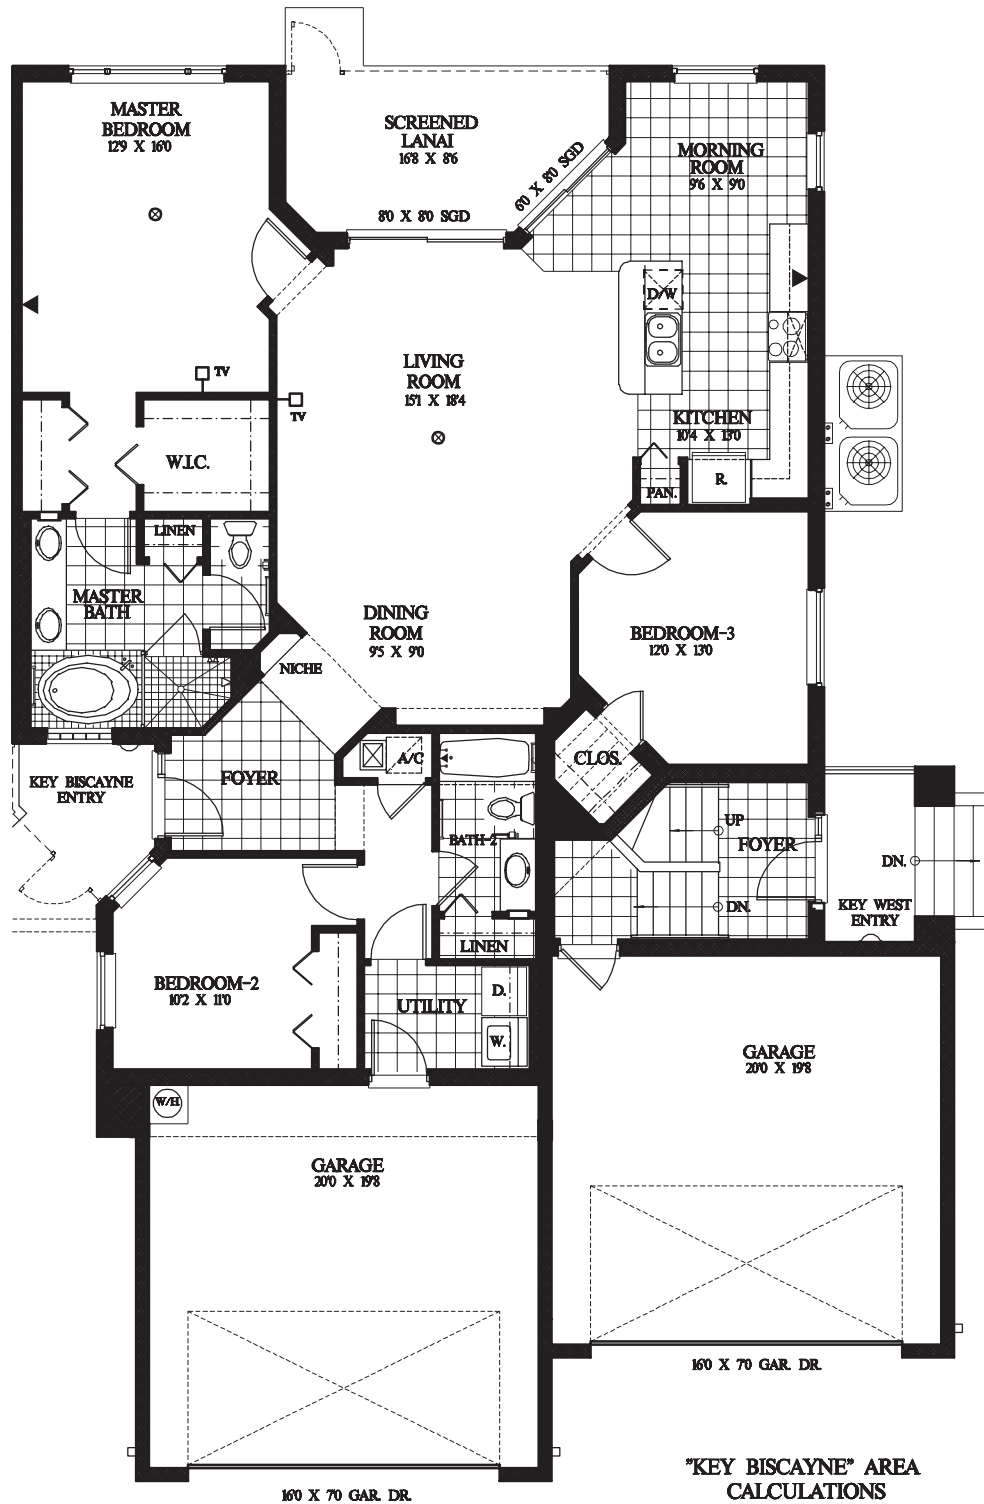 MASTER
BEDROOM
12'9 X 16'0
SCREENED
LANAI
16'8 X 8'6
6'0 X 8'0 SGD
8'0 X 8'0 SGD
MORNING
ROOM
9'6 X 9'0
D/W
TV
TV
LIVING
ROOM
15'1 X 18'4
KITCHEN
10'4 X 13'0
W.I.C.
PAN.
R.
LINEN
MASTER
BATH
DINING
ROOM
9'5 X 9'0
BEDROOM-3
12'0 X 13'0
NICHE
KEY BISCAYNE
ENTRY
FOYER
A/C
CLOS.
BATH-2
UP
FOYER
DN.
DN.
KEY WEST
ENTRY
LINEN
BEDROOM-2
10'2 X 11'0
UTILITY
D.
W.
GARAGE
20'0 X 19'8
W/H
GARAGE
20'0 X 19'8
16'0 X 7'0 GAR. DR.
16'0 X 7'0 GAR. DR.
"KEY BISCAYNE" AREA
CALCULATIONS